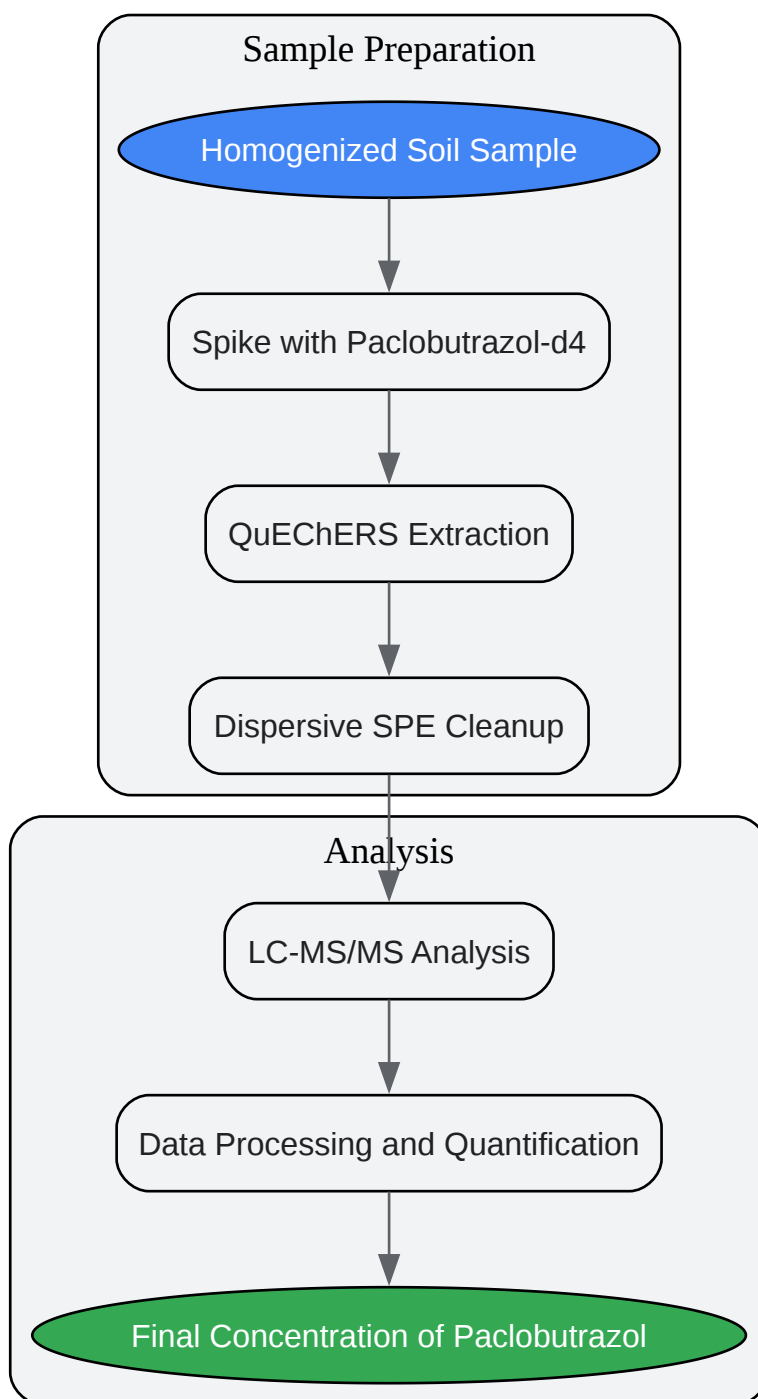 Sample Preparation
Homogenized Soil Sample
Spike with Paclobutrazol-d4
QuEChERS Extraction
Dispersive SPE Cleanup
Analysis
LC-MS/MS Analysis
Data Processing and Quantification
Final Concentration of Paclobutrazol